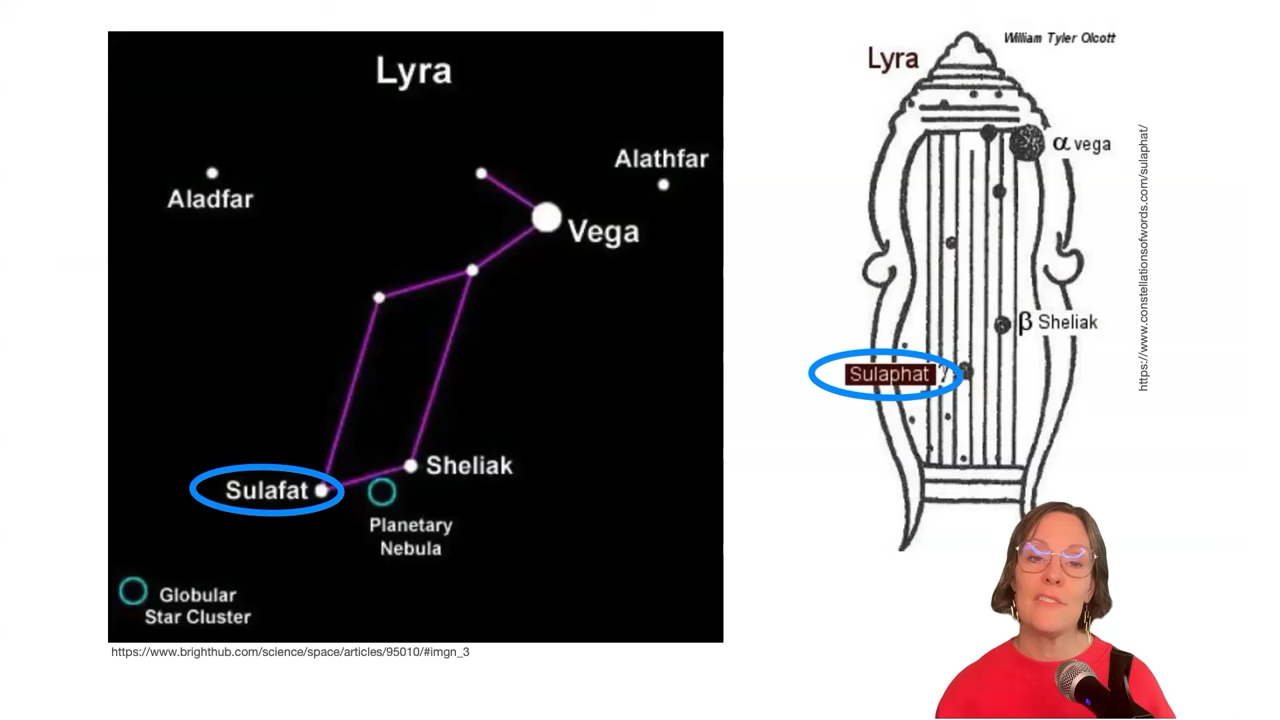 Lyra
Alathfar
Aladfar
Vega
Sheliak
Sulafat
Planetary
Nebula
Globular
Star Cluster
https://www.brighthub.com/science/space/articles/95010/#imgn_3
William Tyler Olcott
Lyra
α vega
β Sheliak
Sulaphat γ
https://www.constellationsofwords.com/sulaphat/